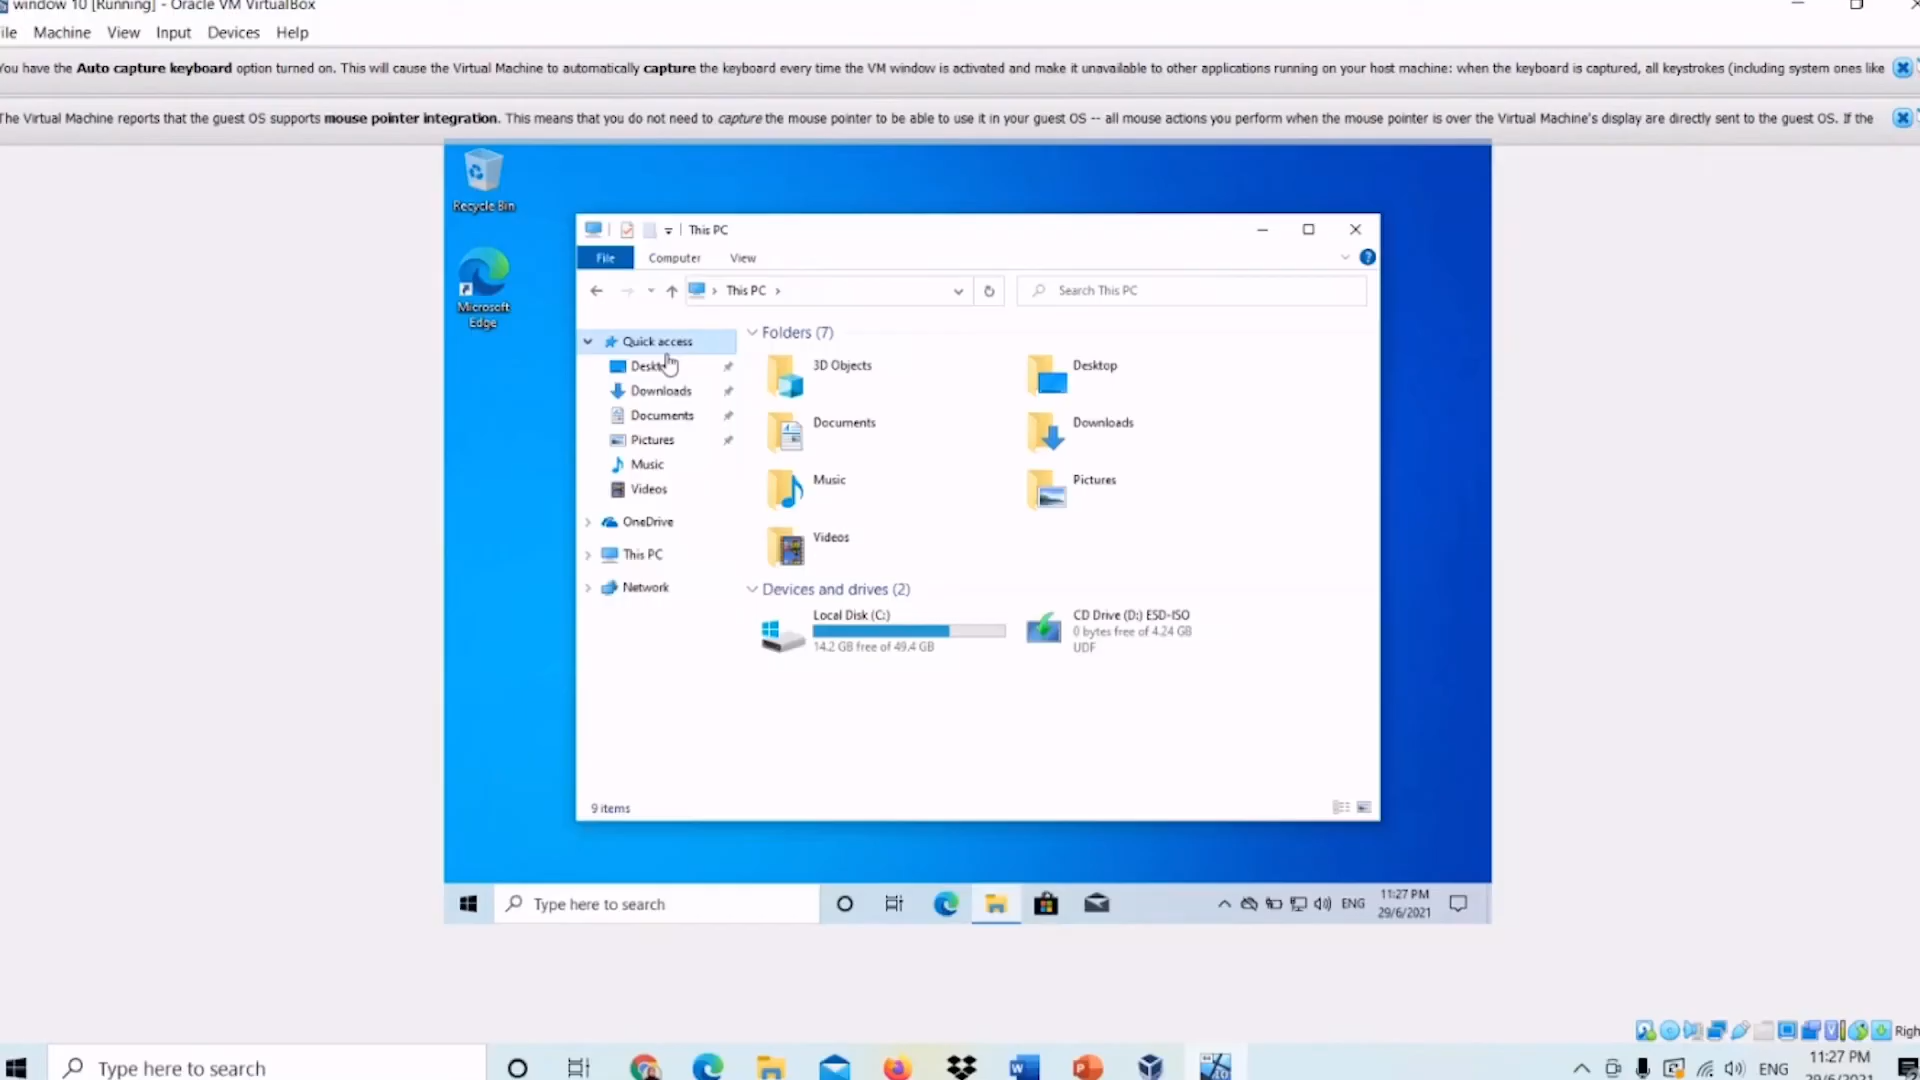 window 10 [Running] - Oracle VM VirtualBox
ile Machine View Input Devices Help
You have the Auto capture keyboard option turned on. This will cause the Virtual Machine to automatically capture the keyboard every time the VM window is activated and make it unavailable to other applications running on your host machine: when the keyboard is captured, all keystrokes (including system ones like
The Virtual Machine reports that the guest OS supports mouse pointer integration. This means that you do not need to capture the mouse pointer to be able to use it in your guest OS -- all mouse actions you perform when the mouse pointer is over the Virtual Machine's display are directly sent to the guest OS. If the
Recycle Bin
Microsoft
Edge
This PC
File Computer View
This PC
Search This PC
Quick access
Downloads
Documents
Pictures
Music
Videos
OneDrive
This PC
Network
Folders (7)
3D Objects
Desktop
Documents
Downloads
Music
Pictures
Videos
Devices and drives (2)
Local Disk (C:)
14.2 GB free of 49.4 GB
CD Drive (D:) ESD-ISO
0 bytes free of 4.24 GB
UDF
9 items
Type here to search
ENG
11:27 PM
29/6/2021
Righ
Type here to search
ENG
11:27 PM
29/6/2021